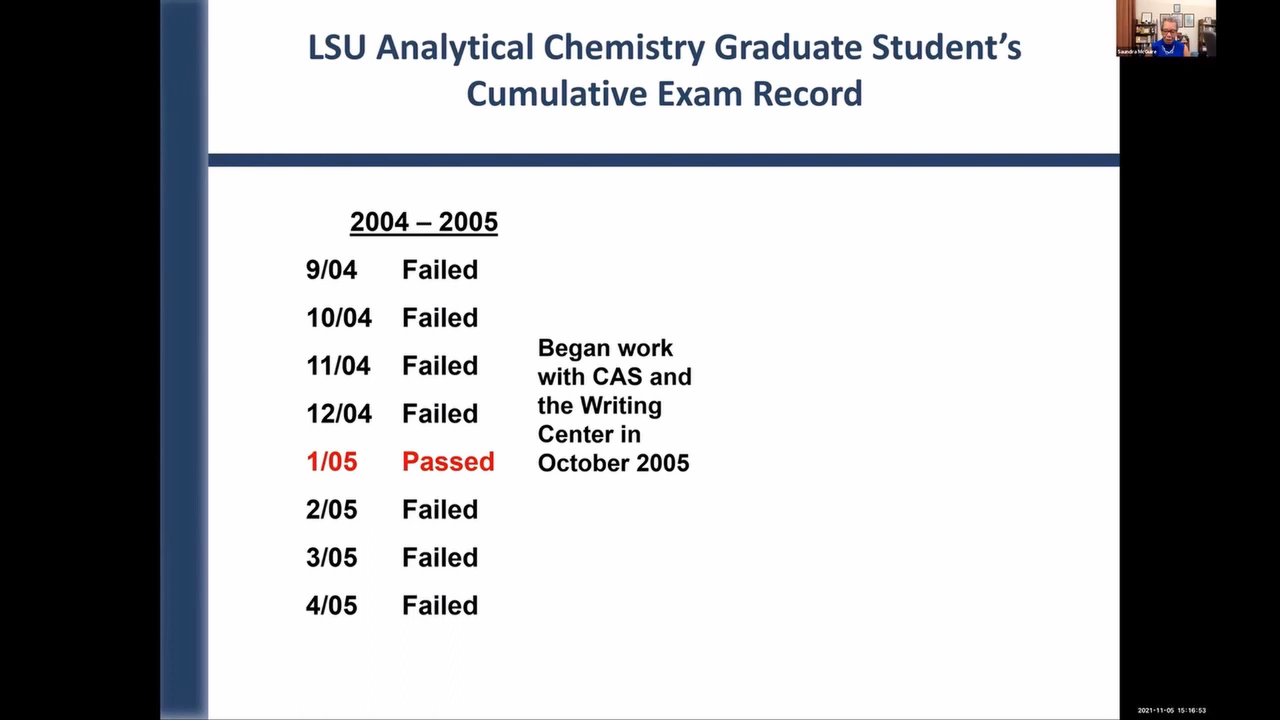 LSU Analytical Chemistry Graduate Student’s
Cumulative Exam Record
2004 – 2005
9/04 Failed
10/04 Failed
11/04 Failed
12/04 Failed
1/05 Passed
2/05 Failed
3/05 Failed
4/05 Failed
Began work
with CAS and
the Writing
Center in
October 2005
Saundra McGuire
2021-11-05 15:16:53